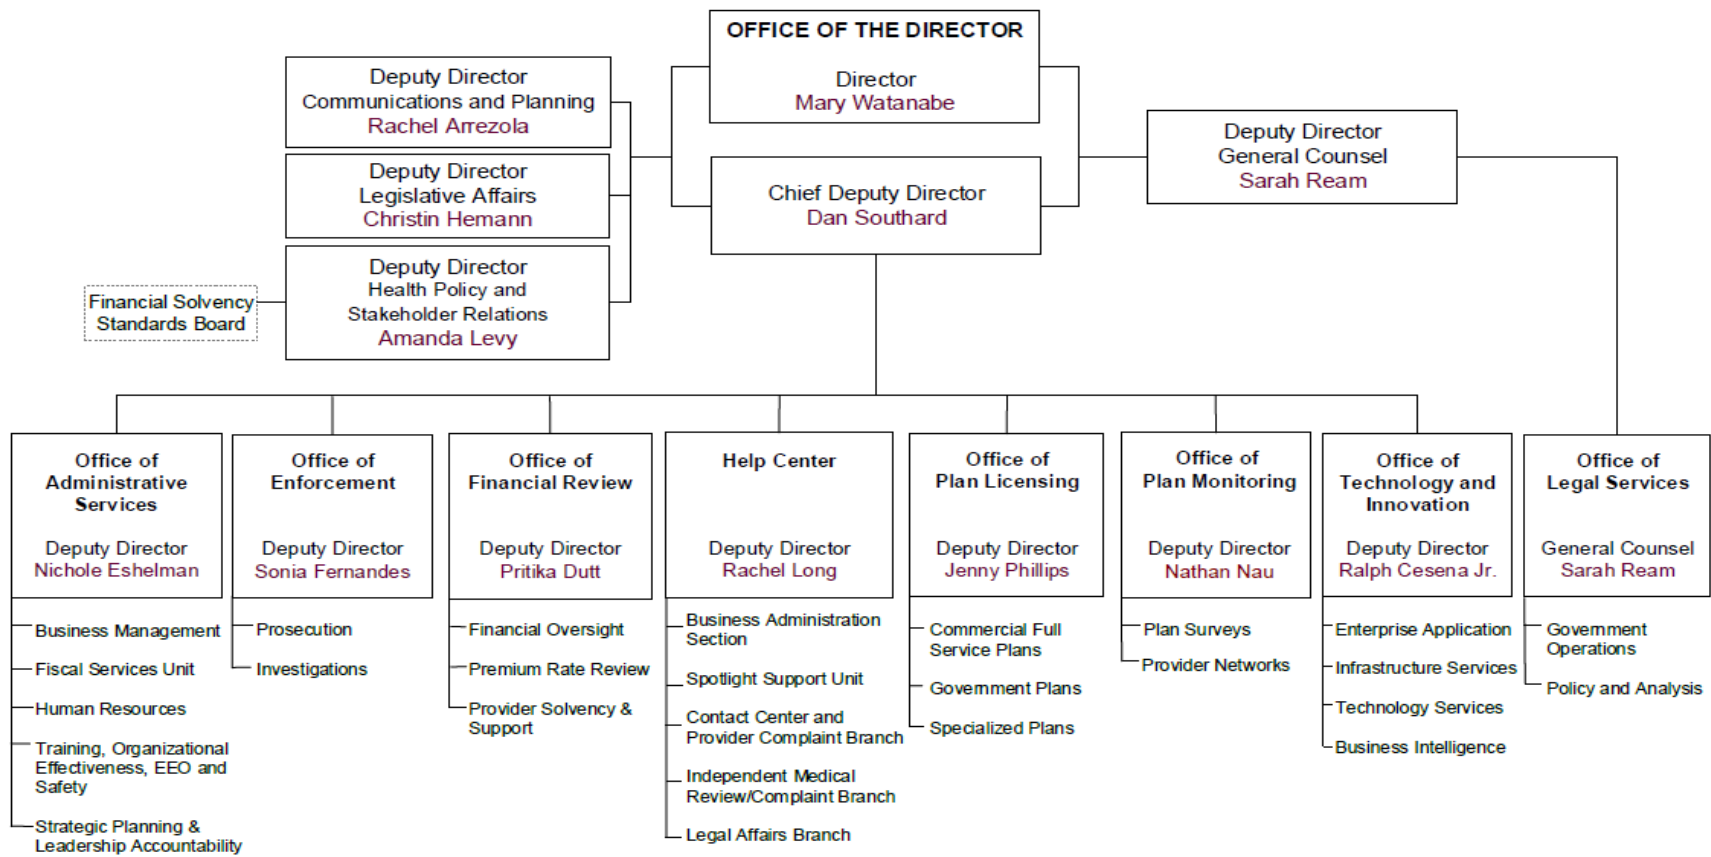 OFFICE OF THE DIRECTOR
Director
Mary Watanabe
Deputy Director
Communications and Planning
Rachel Arrezola
Deputy Director
Legislative Affairs
Christin Hemann
Deputy Director
Health Policy and
Stakeholder Relations
Amanda Levy
Financial Solvency
Standards Board
Chief Deputy Director
Dan Southard
Deputy Director
General Counsel
Sarah Ream
Office of
Administrative
Services
Deputy Director
Nichole Eshelman
Business Management
Fiscal Services Unit
Human Resources
Training, Organizational
Effectiveness, EEO and
Safety
Strategic Planning &
Leadership Accountability
Office of
Enforcement
Deputy Director
Sonia Fernandes
Prosecution
Investigations
Office of
Financial Review
Deputy Director
Pritika Dutt
Financial Oversight
Premium Rate Review
Provider Solvency &
Support
Help Center
Deputy Director
Rachel Long
Business Administration
Section
Spotlight Support Unit
Contact Center and
Provider Complaint Branch
Independent Medical
Review/Complaint Branch
Legal Affairs Branch
Office of
Plan Licensing
Deputy Director
Jenny Phillips
Commercial Full
Service Plans
Government Plans
Specialized Plans
Office of
Plan Monitoring
Deputy Director
Nathan Nau
Plan Surveys
Provider Networks
Office of
Technology and
Innovation
Deputy Director
Ralph Cesena Jr.
Enterprise Application
Infrastructure Services
Technology Services
Business Intelligence
Office of
Legal Services
General Counsel
Sarah Ream
Government
Operations
Policy and Analysis